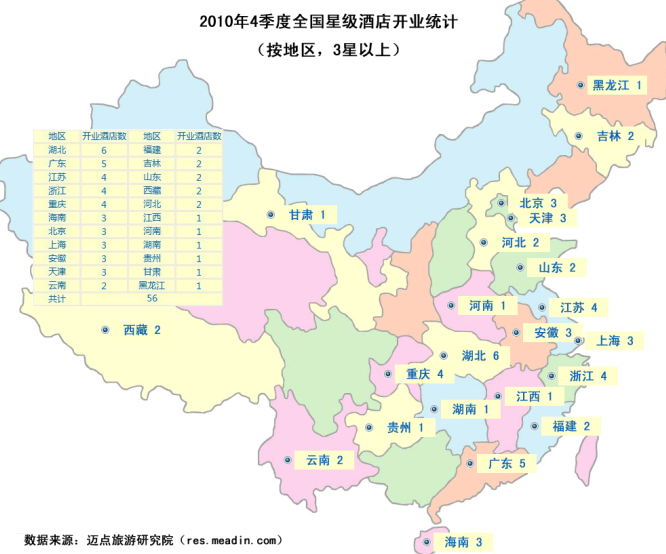 2010年4季度全国星级酒店开业统计
（按地区，3星以上）
地区 开业酒店数 地区 开业酒店数
湖北 6 福建 2
广东 5 吉林 2
江苏 4 山东 2
浙江 4 西藏 2
重庆 4 河北 2
海南 3 江西 1
北京 3 河南 1
上海 3 湖南 1
安徽 3 贵州 1
天津 3 甘肃 1
云南 2 黑龙江 1
共计 56
黑龙江 1
吉林 2
北京 3
甘肃 1
天津 3
河北 2
山东 2
河南 1
江苏 4
西藏 2
安徽 3
上海 3
湖北 6
重庆 4
浙江 4
江西 1
湖南 1
贵州 1
福建 2
云南 2
广东 5
海南 3
数据来源：迈点旅游研究院（res.meadin.com）